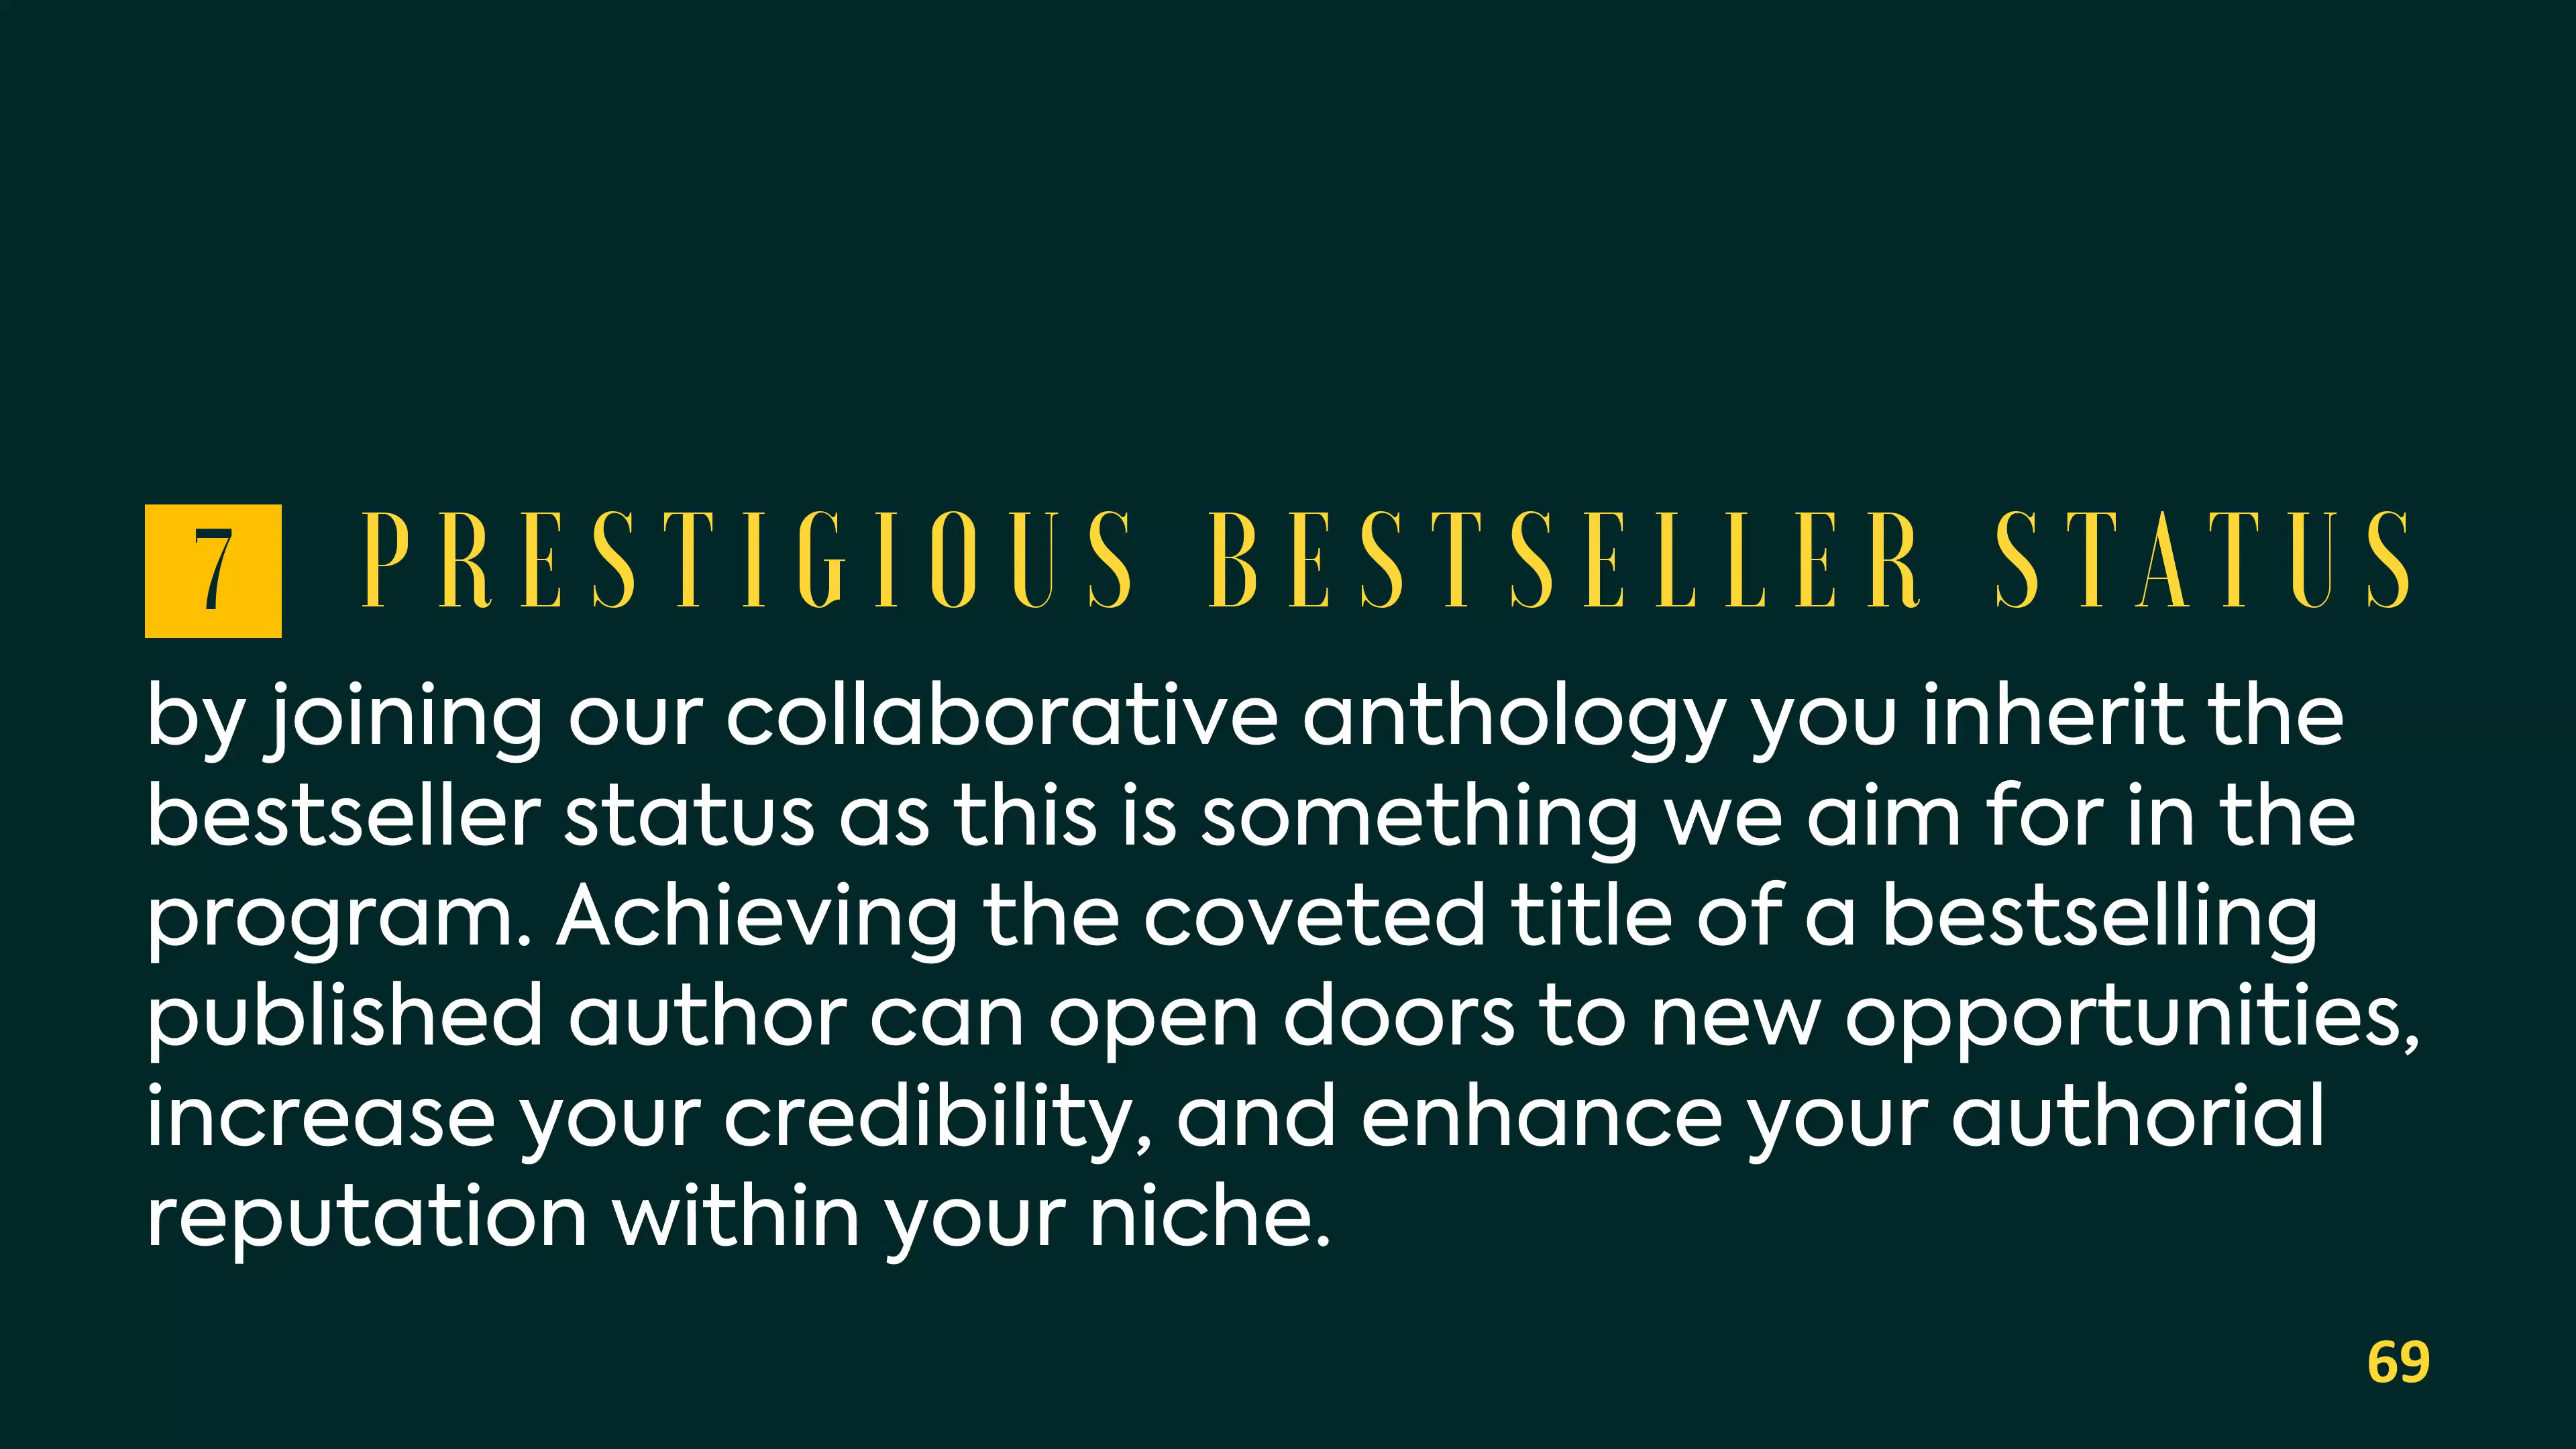 7 PRESTIGIOUS BESTSELLER STATUS
by joining our collaborative anthology you inherit the
bestseller status as this is something we aim for in the
program. Achieving the coveted title of a bestselling
published author can open doors to new opportunities,
increase your credibility, and enhance your authorial
reputation within your niche.
69